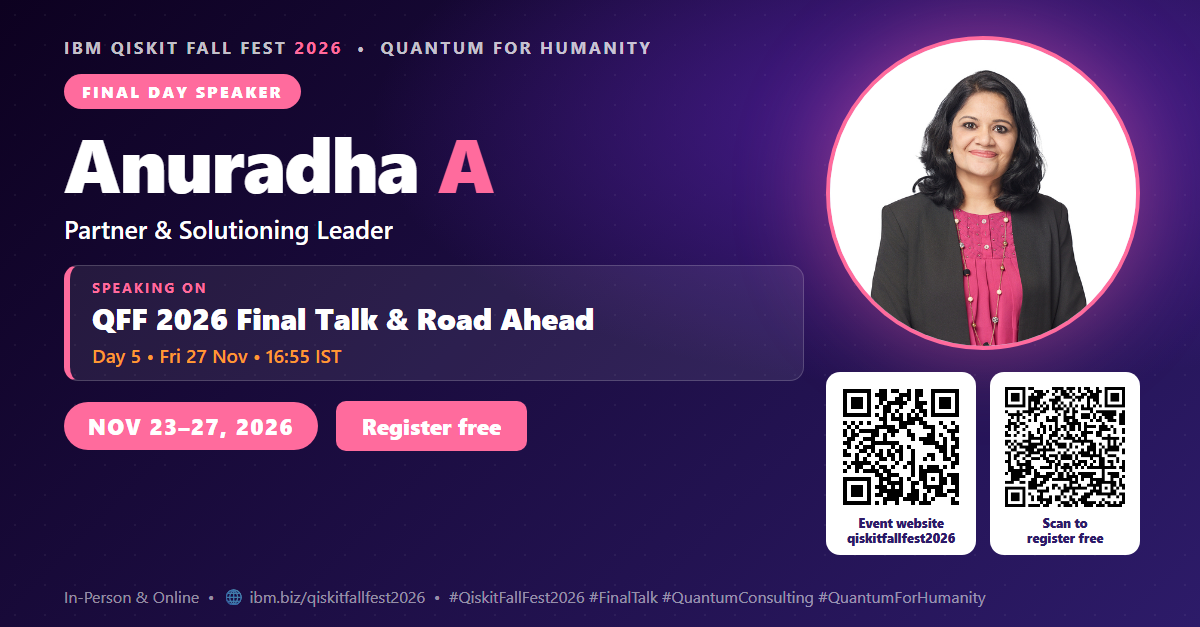 IBM QISKIT FALL FEST 2026 • QUANTUM FOR HUMANITY
FINAL DAY SPEAKER
Anuradha A
Partner & Solutioning Leader
SPEAKING ON
QFF 2026 Final Talk & Road Ahead
Day 5 • Fri 27 Nov • 16:55 IST
NOV 23–27, 2026
Register free
Event website
qiskitfallfest2026
Scan to
register free
In-Person & Online • 🌐 ibm.biz/qiskitfallfest2026 • #QiskitFallFest2026 #FinalTalk #QuantumConsulting #QuantumForHumanity